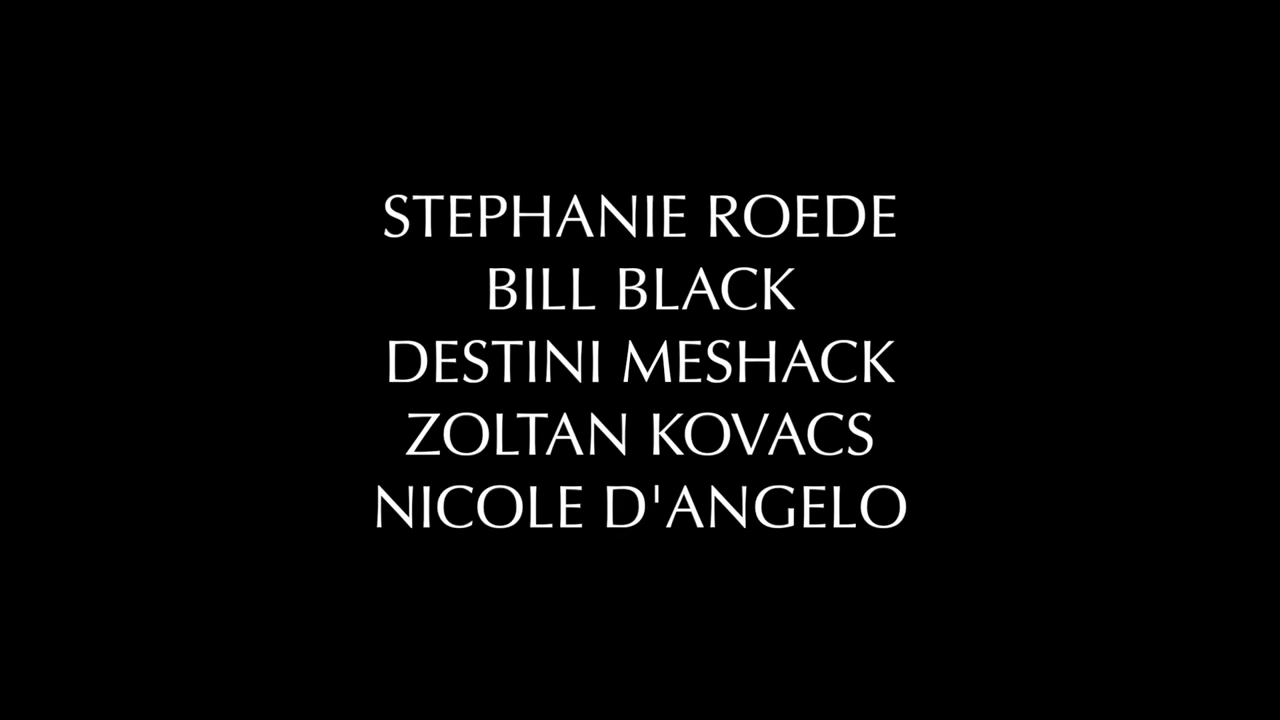 STEPHANIE ROEDE
BILL BLACK
DESTINI MESHACK
ZOLTAN KOVACS
NICOLE D'ANGELO